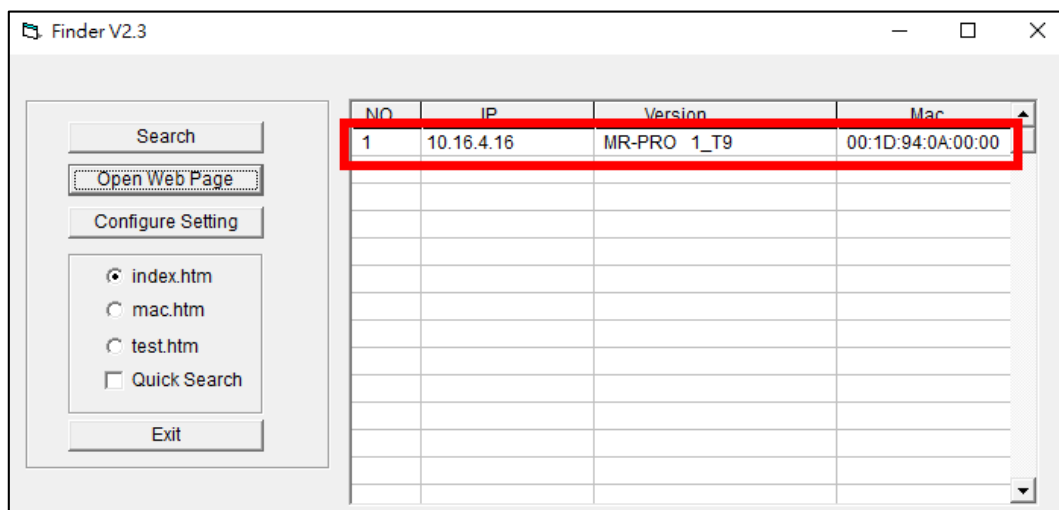 Finder V2.3
Search
Open Web Page
Configure Setting
index.htm
mac.htm
test.htm
Quick Search
Exit
NO IP Version Mac
1 10.16.4.16 MR-PRO 1_T9 00:1D:94:0A:00:00